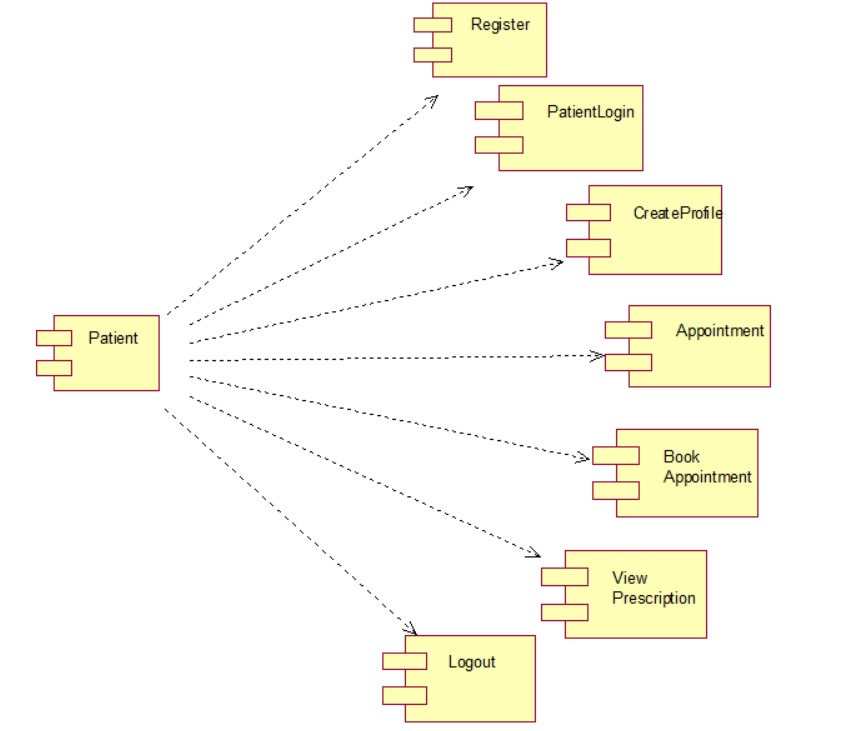 Register
PatientLogin
CreateProfile
Patient
Appointment
Book
Appointment
View
Prescription
Logout